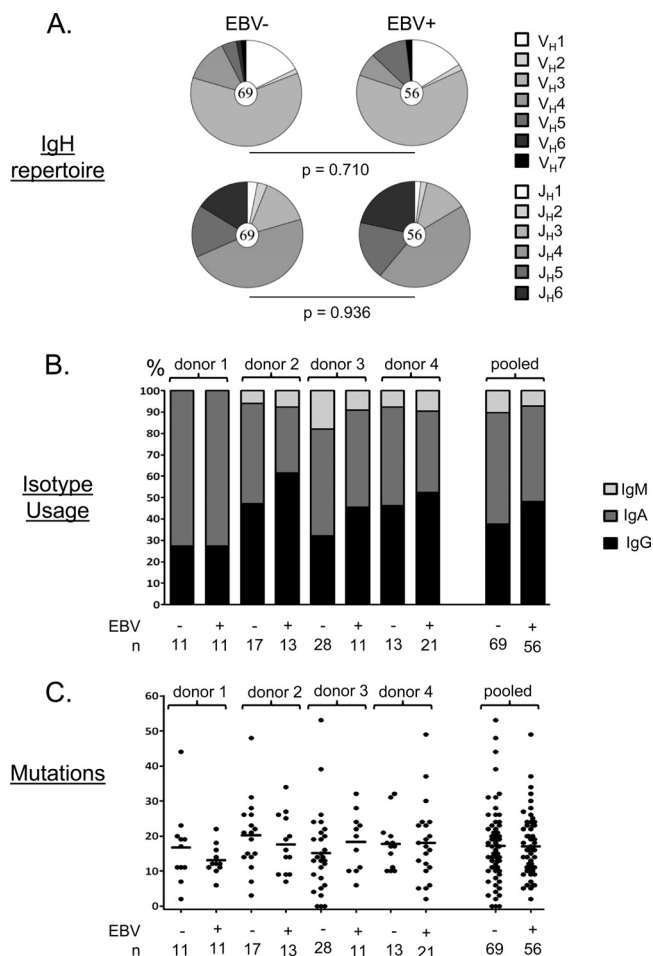 A.
EBV- EBV+
IgH repertoire
69 56
p = 0.710
69 56
p = 0.936
VH1
VH2
VH3
VH4
VH5
VH6
VH7
JH1
JH2
JH3
JH4
JH5
JH6
B.
Isotype Usage
% donor 1 donor 2 donor 3 donor 4 pooled
100
90
80
70
60
50
40
30
20
10
0
IgM
IgA
IgG
EBV - + - + - + - + - +
n 11 11 17 13 28 11 13 21 69 56
C.
Mutations
donor 1 donor 2 donor 3 donor 4 pooled
60
50
40
30
20
10
0
EBV - + - + - + - + - +
n 11 11 17 13 28 11 13 21 69 56